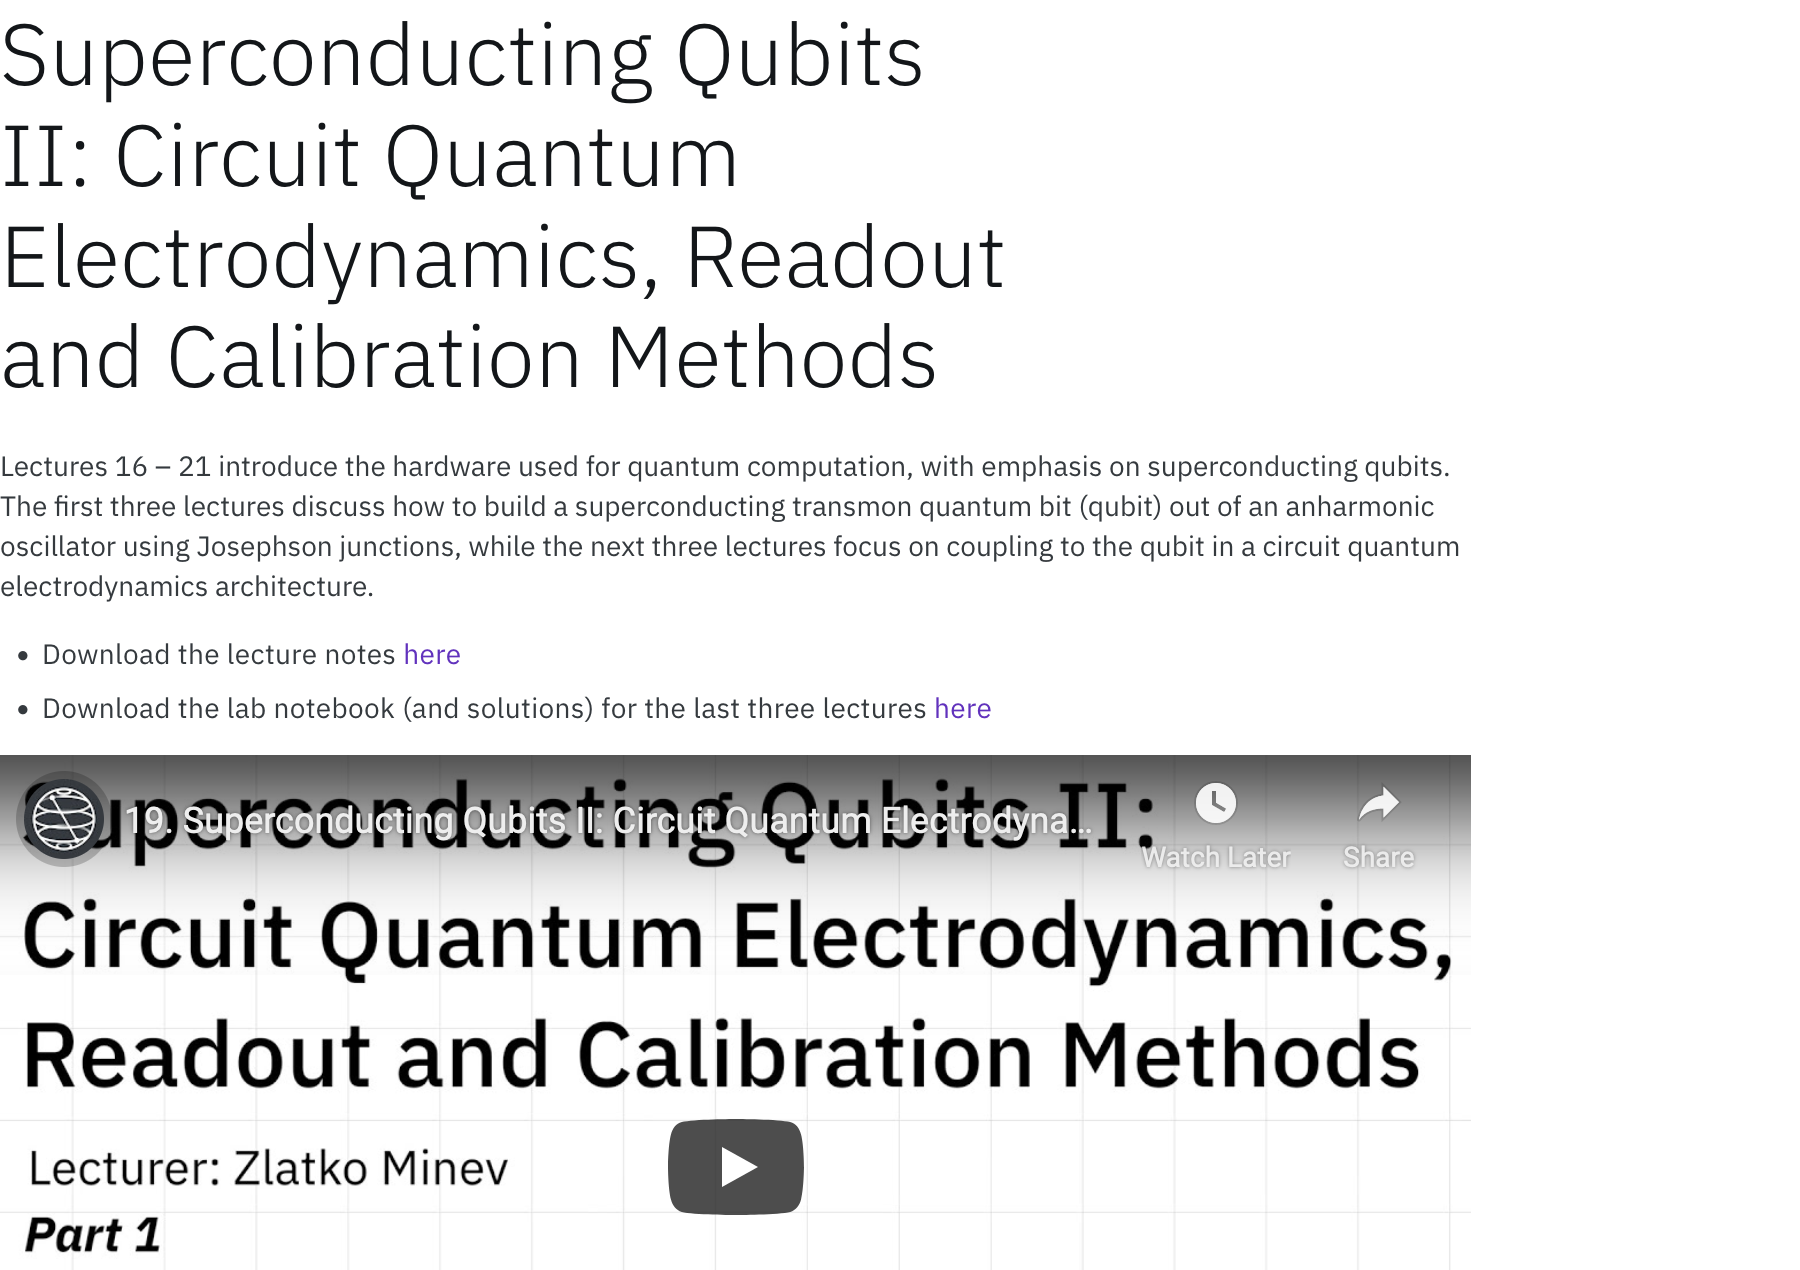 Superconducting Qubits
II: Circuit Quantum
Electrodynamics, Readout
and Calibration Methods
Lectures 16 – 21 introduce the hardware used for quantum computation, with emphasis on superconducting qubits.
The first three lectures discuss how to build a superconducting transmon quantum bit (qubit) out of an anharmonic
oscillator using Josephson junctions, while the next three lectures focus on coupling to the qubit in a circuit quantum
electrodynamics architecture.
• Download the lecture notes here
• Download the lab notebook (and solutions) for the last three lectures here
19. Superconducting Qubits II: Circuit Quantum Electrodyna...
Watch Later
Share
Superconducting Qubits II:
Circuit Quantum Electrodynamics,
Readout and Calibration Methods
Lecturer: Zlatko Minev
Part 1